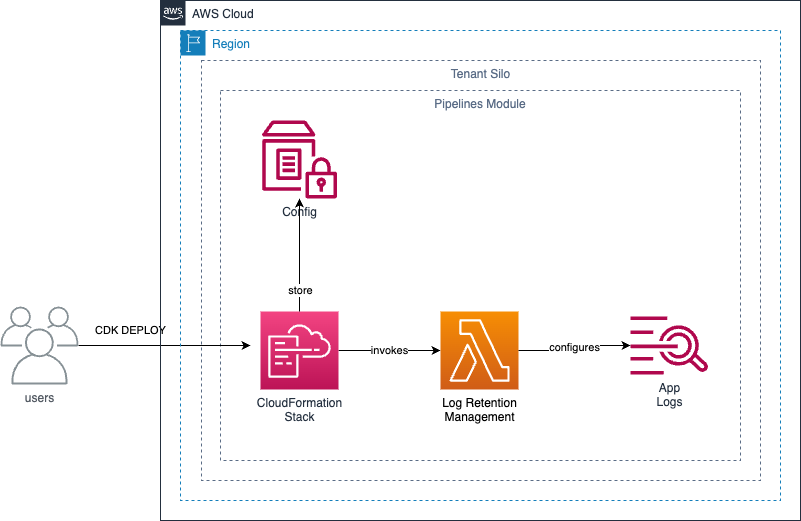 aws
AWS Cloud
Region
Tenant Silo
Pipelines Module
Config
store
CDK DEPLOY
invokes
configures
users
CloudFormation
Stack
Log Retention
Management
App
Logs